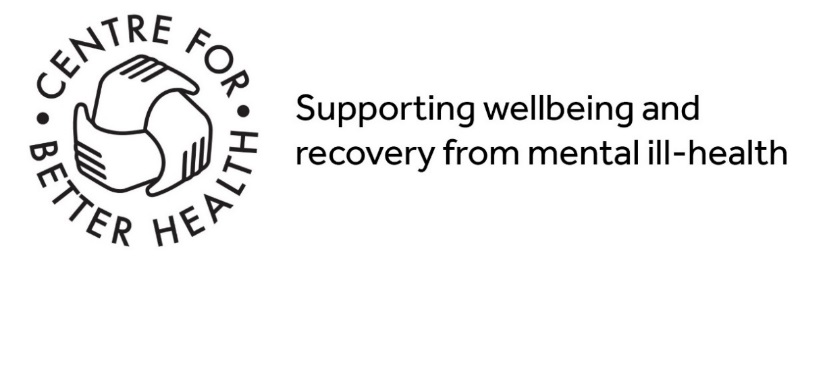 CENTRE FOR
BETTER HEALTH
Supporting wellbeing and
recovery from mental ill-health